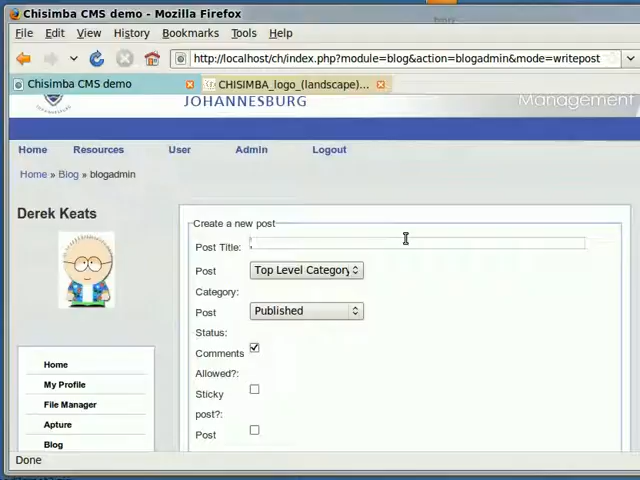 Chisimba CMS demo - Mozilla Firefox
File Edit View History Bookmarks Tools Help
http://localhost/ch/index.php?module=blog&action=blogadmin&mode=writepost
Chisimba CMS demo
CHISIMBA_logo_(landscape)...
JOHANNESBURG
Management
Home Resources User Admin Logout
Home » Blog » blogadmin
Derek Keats
Create a new post
Post Title:
Post Category:
Top Level Category
Post Status:
Published
Comments Allowed?:
Sticky post?:
Post
Home
My Profile
File Manager
Apture
Blog
Done